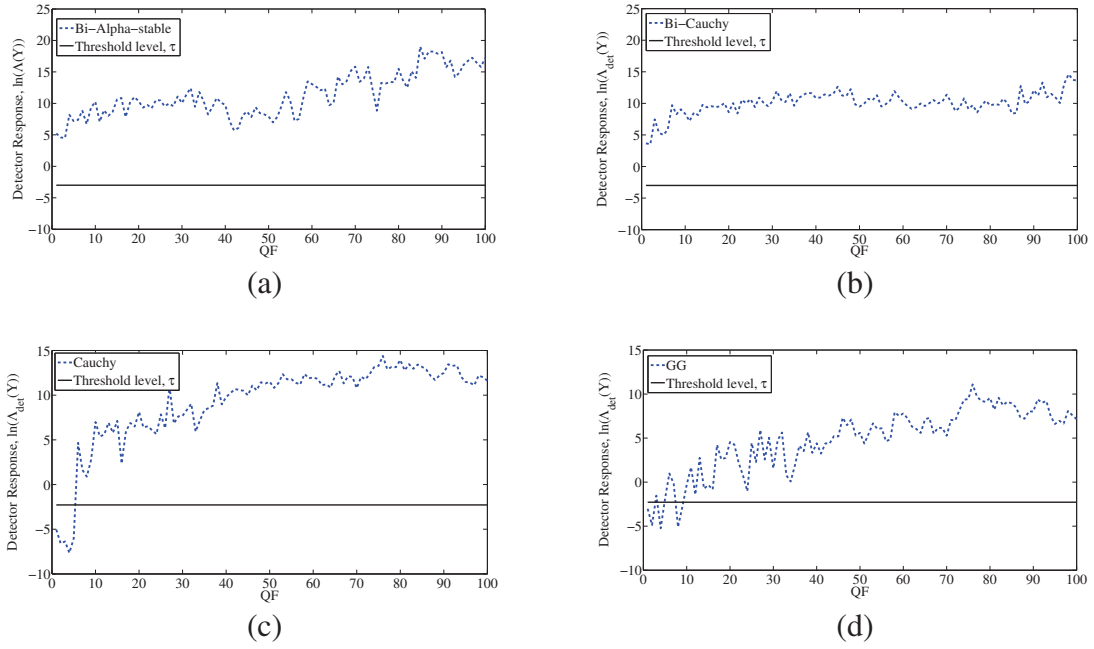 Bi-Alpha-stable
Threshold level, τ
Detector Response, ln(Λ(Y))
25
20
15
10
5
0
−5
−10
0 10 20 30 40 50 60 70 80 90 100
QF
(a)
Bi-Cauchy
Threshold level, τ
Detector Response, ln(Λdet(Y))
25
20
15
10
5
0
−5
−10
0 10 20 30 40 50 60 70 80 90 100
QF
(b)
Cauchy
Threshold level, τ
Detector Response, ln(Λdet(Y))
15
10
5
0
−5
−10
0 10 20 30 40 50 60 70 80 90 100
QF
(c)
GG
Threshold level, τ
Detector Response, ln(Λdet(Y))
15
10
5
0
−5
−10
0 10 20 30 40 50 60 70 80 90 100
QF
(d)